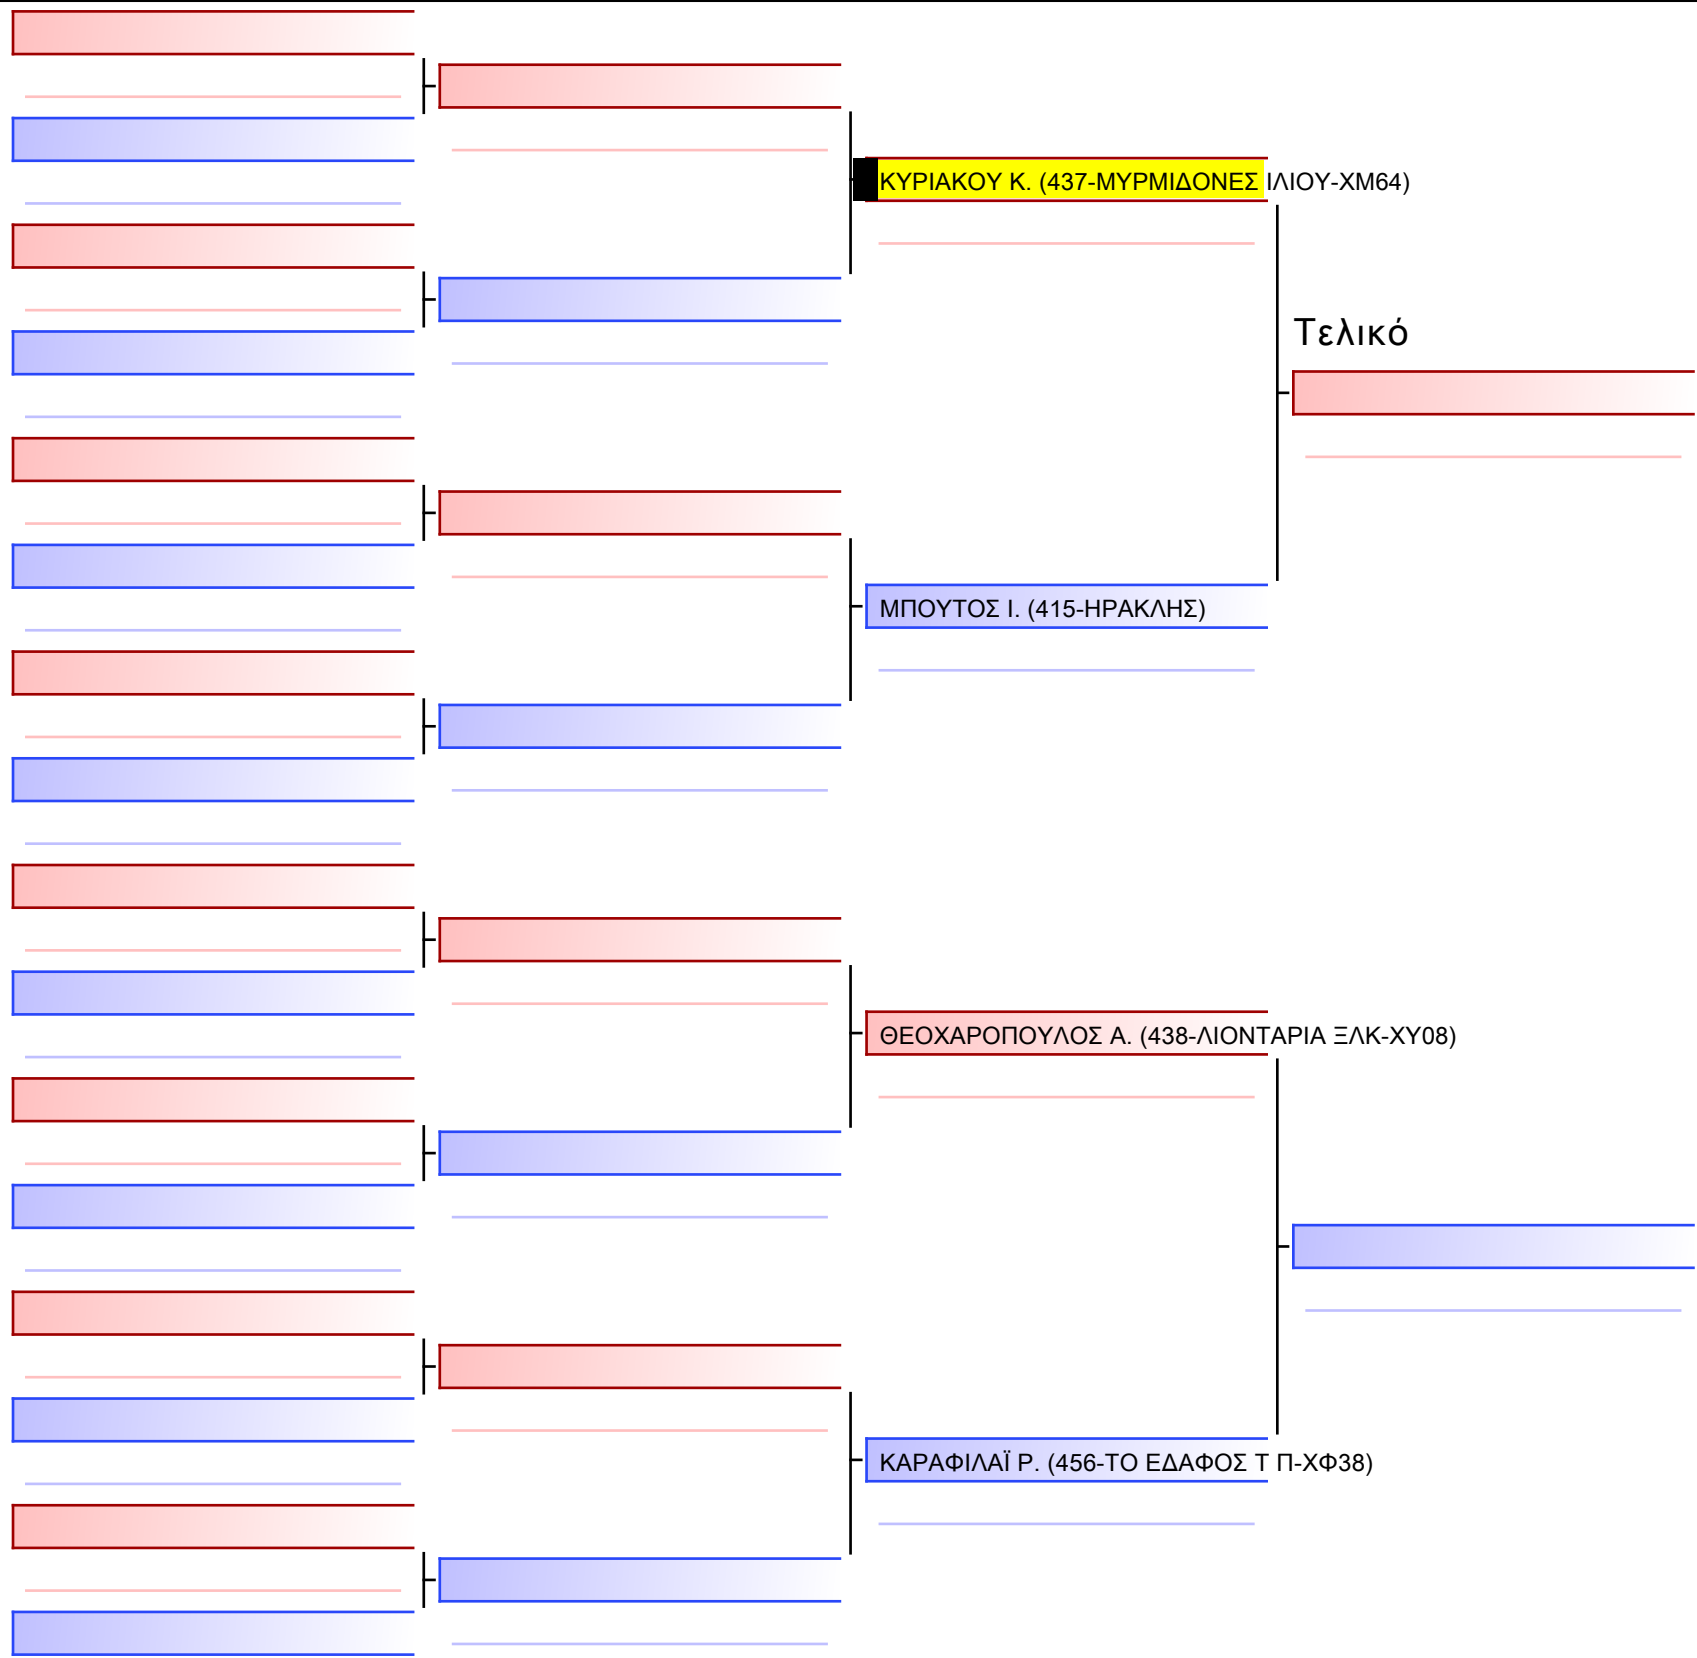 ΚΥΡΙΑΚΟΥ Κ. (437-ΜΥΡΜΙΔΟΝΕΣ ΙΛΙΟΥ-ΧΜ64)
Τελικό
ΜΠΟΥΤΟΣ Ι. (415-ΗΡΑΚΛΗΣ)
ΘΕΟΧΑΡΟΠΟΥΛΟΣ Α. (438-ΛΙΟΝΤΑΡΙΑ ΞΛΚ-ΧΥ08)
ΚΑΡΑΦΙΛΑΪ Ρ. (456-ΤΟ ΕΔΑΦΟΣ Τ Π-ΧΦ38)